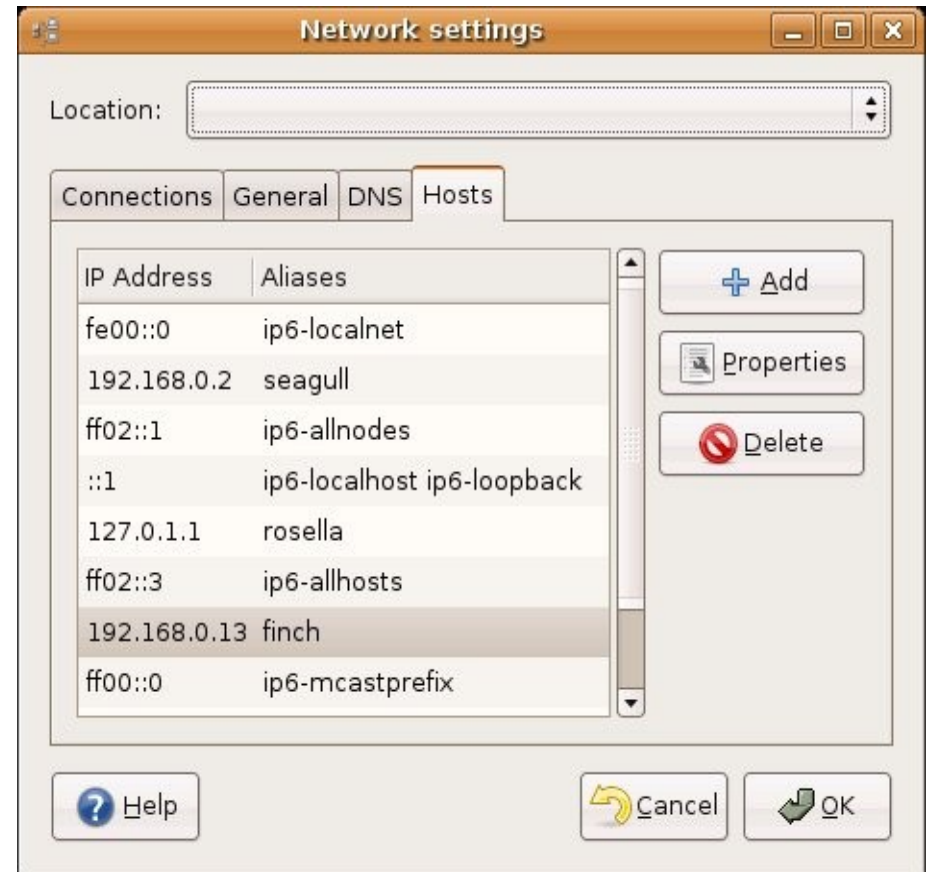 Network settings
Location:
Connections General DNS Hosts
IP Address Aliases
fe00::0 ip6-localnet
192.168.0.2 seagull
ff02::1 ip6-allnodes
::1 ip6-localhost ip6-loopback
127.0.1.1 rosella
ff02::3 ip6-allhosts
192.168.0.13 finch
ff00::0 ip6-mcastprefix
Add
Properties
Delete
Help
Cancel
OK